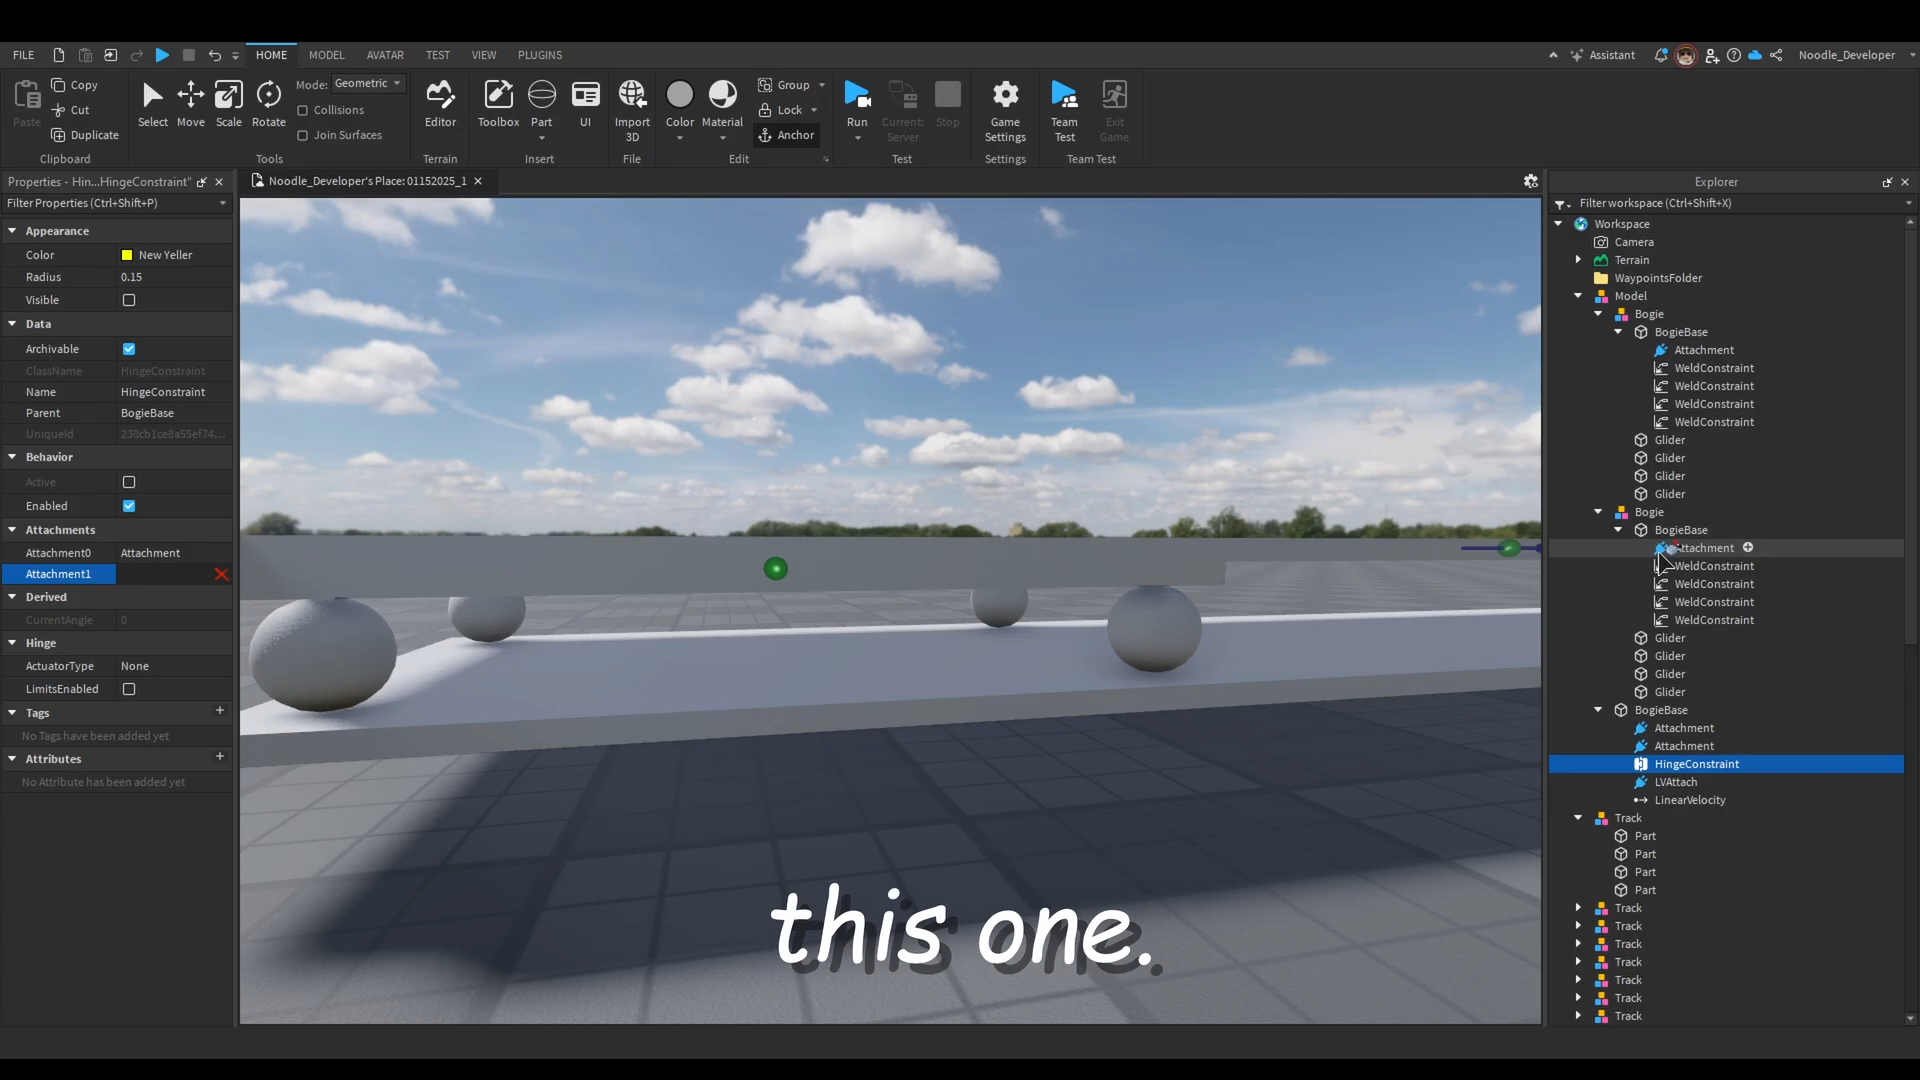 FILE
HOME
MODEL
AVATAR
TEST
VIEW
PLUGINS
Assistant
Noodle_Developer
Paste
Copy
Cut
Duplicate
Clipboard
Select
Move
Scale
Rotate
Mode: Geometric
Collisions
Join Surfaces
Tools
Editor
Terrain
Toolbox
Part
UI
Insert
Import
3D
File
Color
Material
Group
Lock
Anchor
Edit
Run
Current:
Server
Stop
Test
Game
Settings
Settings
Team
Test
Exit
Game
Team Test
Properties - Hin...HingeConstraint"
Filter Properties (Ctrl+Shift+P)
Appearance
Color New Yeller
Radius 0.15
Visible
Data
Archivable
ClassName HingeConstraint
Name HingeConstraint
Parent BogieBase
UniqueId 238cb1ce8a55ef74...
Behavior
Active
Enabled
Attachments
Attachment0 Attachment
Attachment1
Derived
CurrentAngle 0
Hinge
ActuatorType None
LimitsEnabled
Tags
No Tags have been added yet
Attributes
No Attribute has been added yet
Noodle_Developer's Place: 01152025_1
this one.
Explorer
Filter workspace (Ctrl+Shift+X)
Workspace
Camera
Terrain
WaypointsFolder
Model
Bogie
BogieBase
Attachment
WeldConstraint
WeldConstraint
WeldConstraint
WeldConstraint
Glider
Glider
Glider
Glider
Bogie
BogieBase
Attachment
WeldConstraint
WeldConstraint
WeldConstraint
WeldConstraint
Glider
Glider
Glider
Glider
BogieBase
Attachment
Attachment
HingeConstraint
LVAttach
LinearVelocity
Track
Part
Part
Part
Part
Track
Track
Track
Track
Track
Track
Track